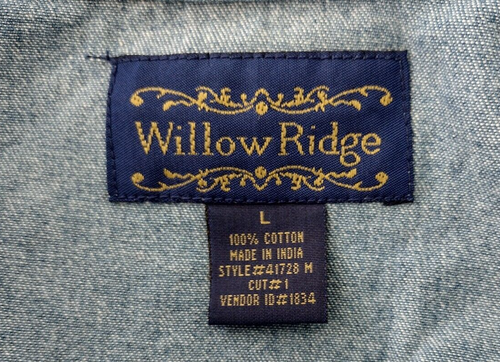 Willow Ridge
L
100% COTTON
MADE IN INDIA
STYLE#41728 M
CUT#1
VENDOR ID#1834